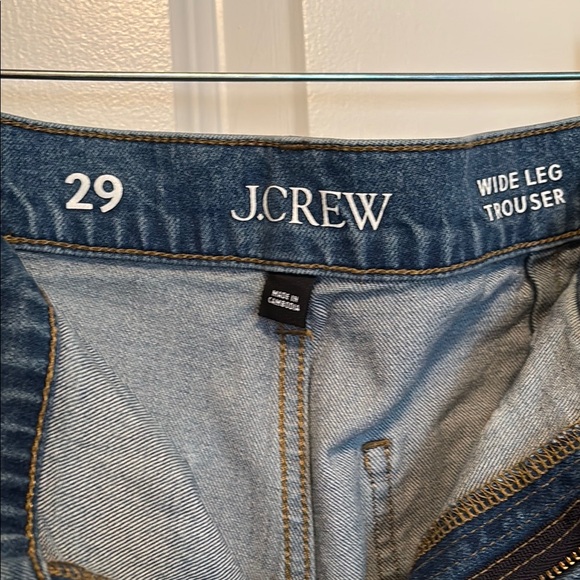 29
J.CREW
WIDE LEG
TROUSER
MADE IN
CAMBODIA